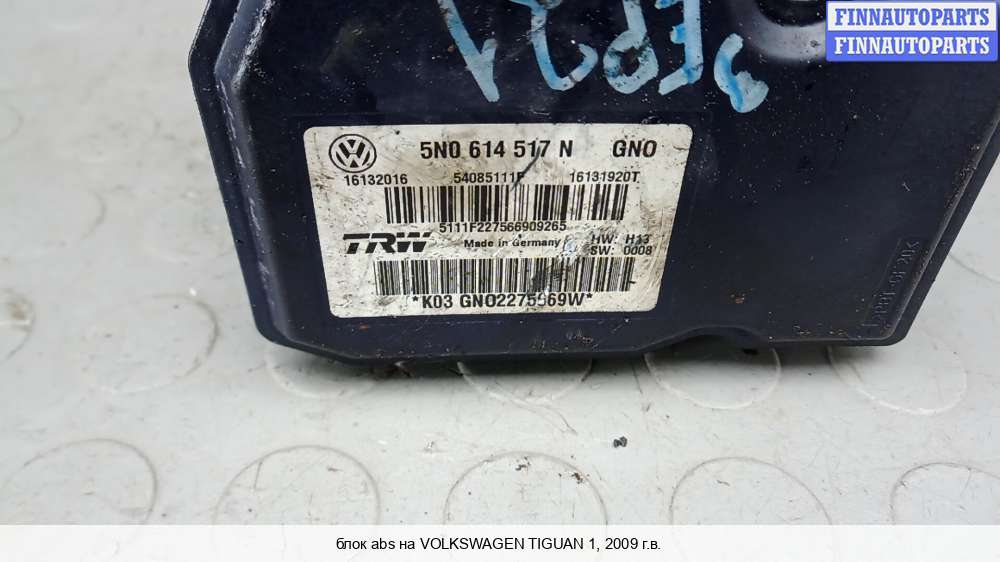 FINNAUTOPARTS
FINNAUTOPARTS
5N0 614 517 N GNO
16132016 54085111F 16131920T
5111F227566909265
TRW Made in Germany HW: H13
SW: 0008
*K03 GNO2275569W*
блок abs на VOLKSWAGEN TIGUAN 1, 2009 г.в.